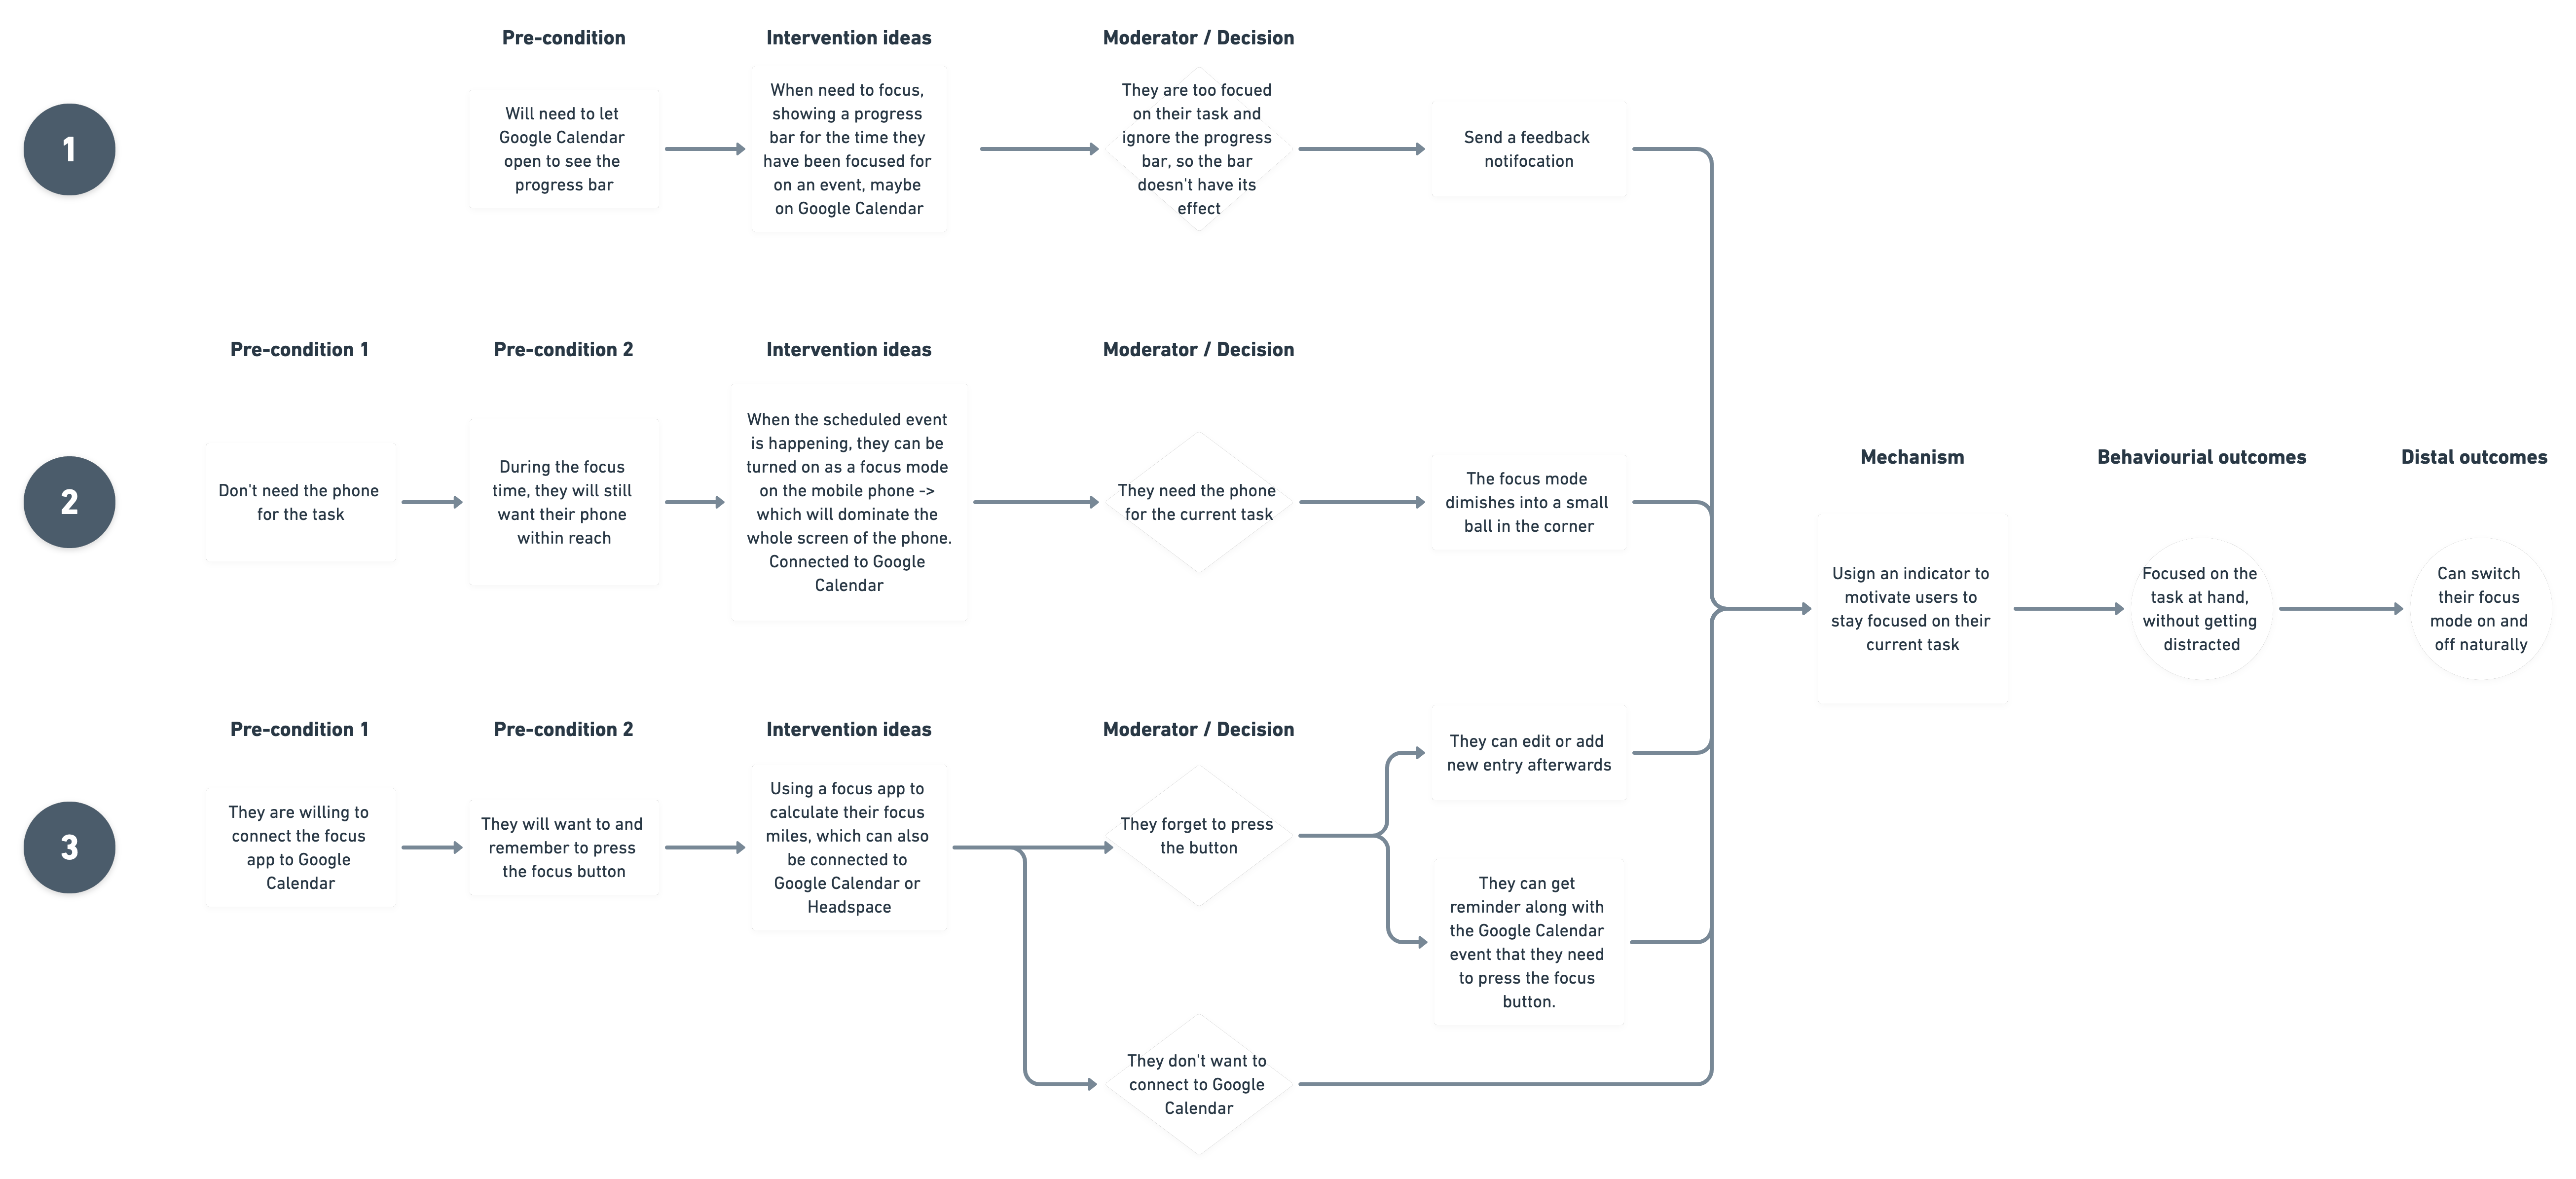 Pre-condition
Intervention ideas
Moderator / Decision
1
Will need to let
Google Calendar
open to see the
progress bar
When need to focus,
showing a progress
bar for the time they
have been focused for
on an event, maybe
on Google Calendar
They are too focued
on their task and
ignore the progress
bar, so the bar
doesn't have its
effect
Send a feedback
notifocation
Pre-condition 1
Pre-condition 2
Intervention ideas
Moderator / Decision
2
Don't need the phone
for the task
During the focus
time, they will still
want their phone
within reach
When the scheduled event
is happening, they can be
turned on as a focus mode
on the mobile phone ->
which will dominate the
whole screen of the phone.
Connected to Google
Calendar
They need the phone
for the current task
The focus mode
dimishes into a small
ball in the corner
Mechanism
Behaviourial outcomes
Distal outcomes
Usign an indicator to
motivate users to
stay focused on their
current task
Focused on the
task at hand,
without getting
distracted
Can switch
their focus
mode on and
off naturally
Pre-condition 1
Pre-condition 2
Intervention ideas
Moderator / Decision
3
They are willing to
connect the focus
app to Google
Calendar
They will want to and
remember to press
the focus button
Using a focus app to
calculate their focus
miles, which can also
be connected to
Google Calendar or
Headspace
They forget to press
the button
They can edit or add
new entry afterwards
They can get
reminder along with
the Google Calendar
event that they need
to press the focus
button.
They don't want to
connect to Google
Calendar